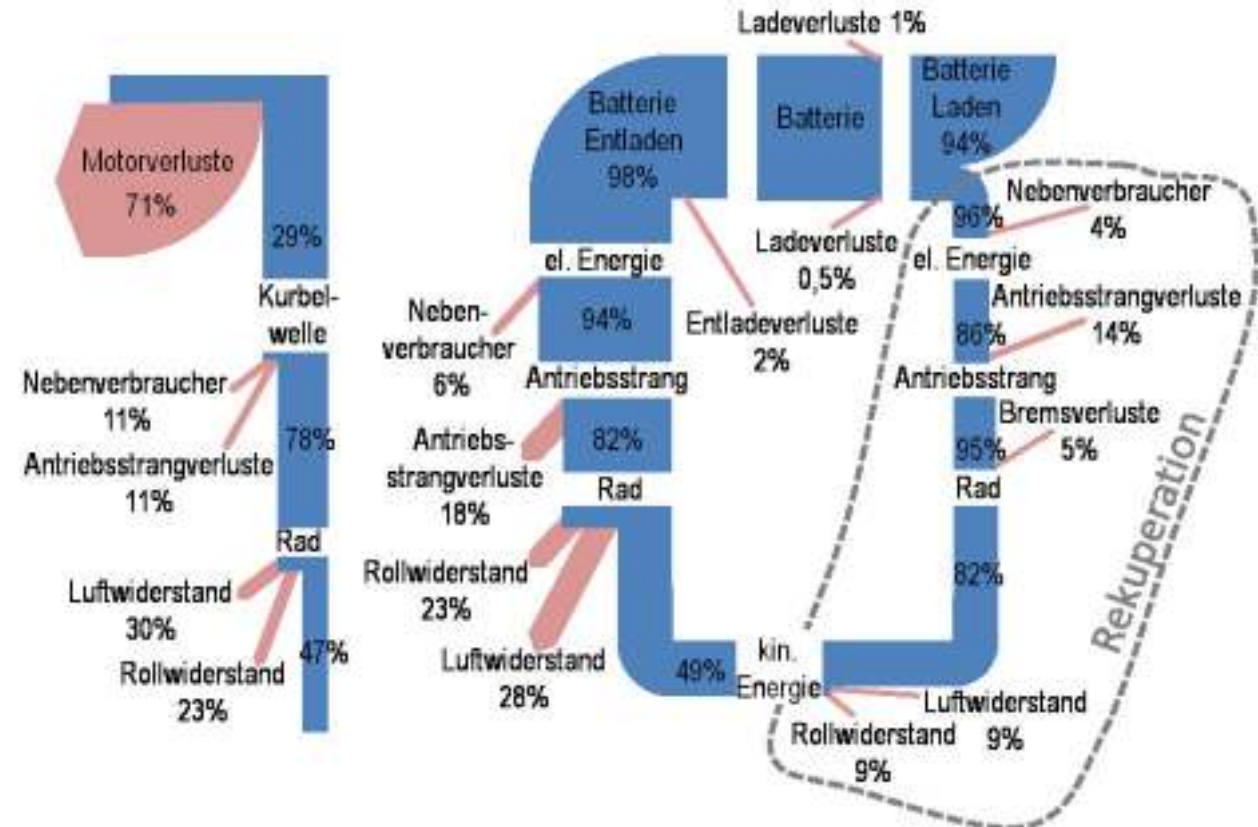 Motorverluste
71%
29%
Kurbel-
welle
Nebenverbraucher
11%
78%
Antriebsstrangverluste
11%
Rad
Luftwiderstand
30%
47%
Rollwiderstand
23%
Ladeverluste 1%
Batterie
Entladen
98%
Batterie
Batterie
Laden
94%
el. Energie
Neben-
verbraucher
6%
94%
Entladeverluste
2%
Ladeverluste
0,5%
Antriebsstrang
Antriebs-
strangverluste
18%
82%
Rad
Rollwiderstand
23%
Luftwiderstand
28%
49%
kin.
Energie
96%
Nebenverbraucher
4%
el. Energie
86%
Antriebsstrangverluste
14%
Antriebsstrang
95%
Bremsverluste
5%
Rad
82%
Luftwiderstand
9%
Rollwiderstand
9%
Rekuperation